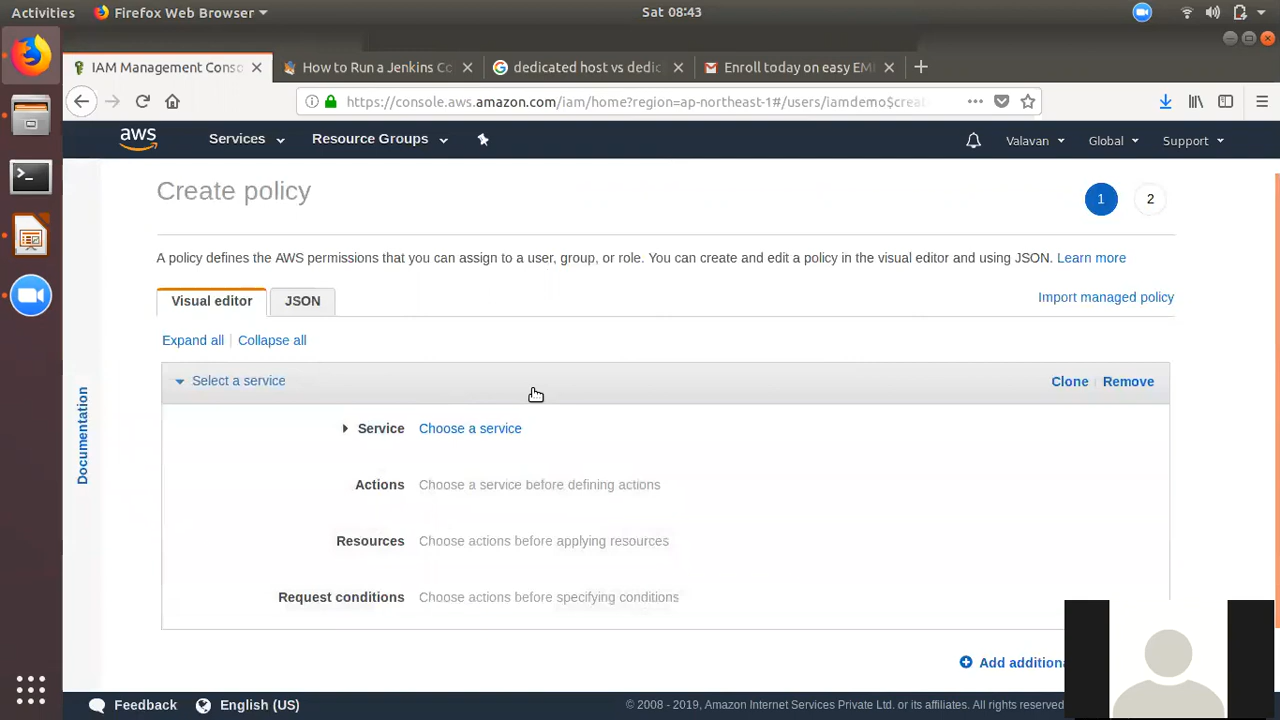 Activities
Firefox Web Browser
Sat 08:43
IAM Management Conso
How to Run a Jenkins Co
dedicated host vs dedic
Enroll today on easy EMI
https://console.aws.amazon.com/iam/home?region=ap-northeast-1#/users/iamdemo$crea
aws
Services
Resource Groups
Valavan
Global
Support
Create policy
1
2
A policy defines the AWS permissions that you can assign to a user, group, or role. You can create and edit a policy in the visual editor and using JSON. Learn more
Visual editor
JSON
Import managed policy
Expand all
Collapse all
Select a service
Clone
Remove
Service
Choose a service
Actions
Choose a service before defining actions
Resources
Choose actions before applying resources
Request conditions
Choose actions before specifying conditions
Add additiona
Documentation
Feedback
English (US)
© 2008 - 2019, Amazon Internet Services Private Ltd. or its affiliates. All rights reserved.